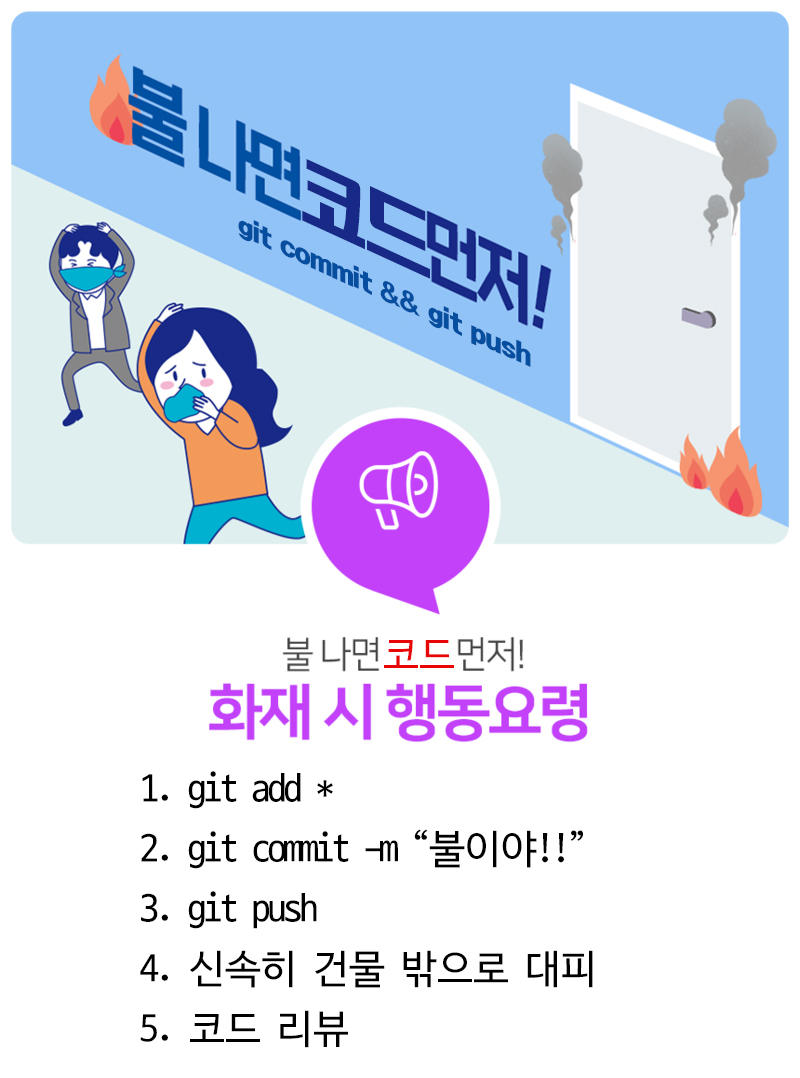 불 나면 코드먼저!
git commit && git push
불 나면 코드 먼저!
화재 시 행동요령
1. git add *
2. git commit -m “불이야!!”
3. git push
4. 신속히 건물 밖으로 대피
5. 코드 리뷰